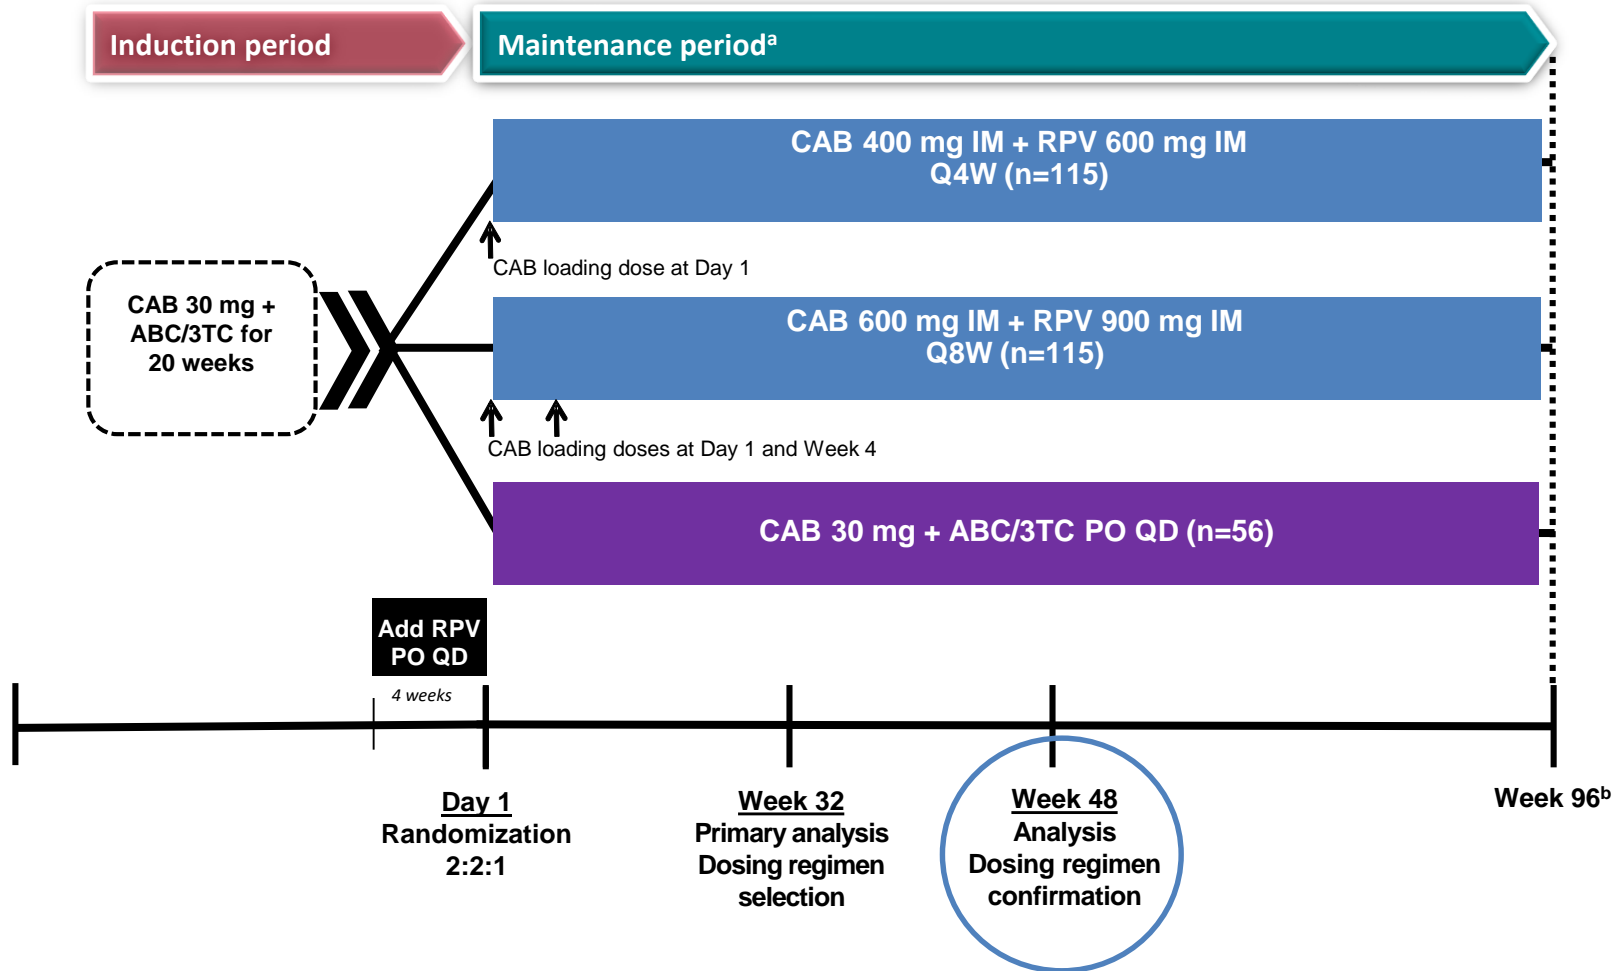 Induction period
Maintenance periodᵃ
CAB 400 mg IM + RPV 600 mg IM
Q4W (n=115)
CAB loading dose at Day 1
CAB 30 mg +
ABC/3TC for
20 weeks
CAB 600 mg IM + RPV 900 mg IM
Q8W (n=115)
CAB loading doses at Day 1 and Week 4
CAB 30 mg + ABC/3TC PO QD (n=56)
Add RPV
PO QD
4 weeks
Day 1
Randomization
2:2:1
Week 32
Primary analysis
Dosing regimen
selection
Week 48
Analysis
Dosing regimen
confirmation
Week 96ᵇ